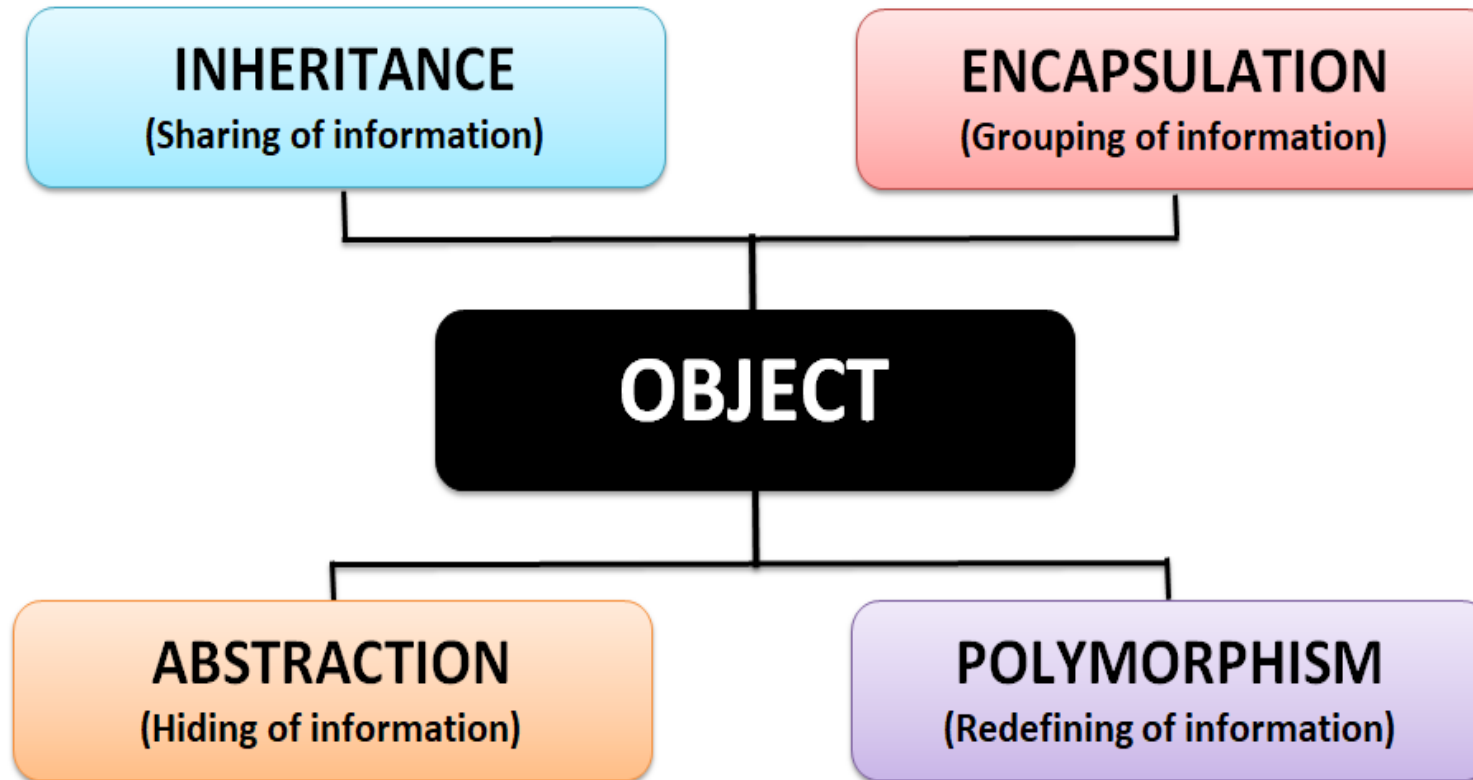 INHERITANCE
(Sharing of information)
ENCAPSULATION
(Grouping of information)
OBJECT
ABSTRACTION
(Hiding of information)
POLYMORPHISM
(Redefining of information)